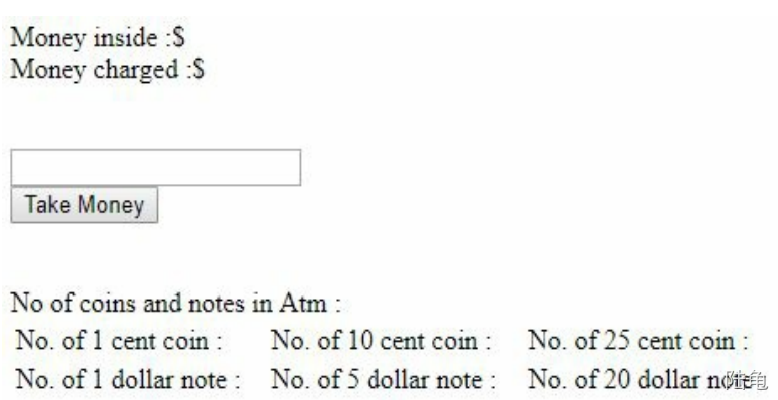 Money inside :$
Money charged :$
Take Money
No of coins and notes in Atm :
No. of 1 cent coin : No. of 10 cent coin : No. of 25 cent coin :
No. of 1 dollar note : No. of 5 dollar note : No. of 20 dollar note :
陆龟